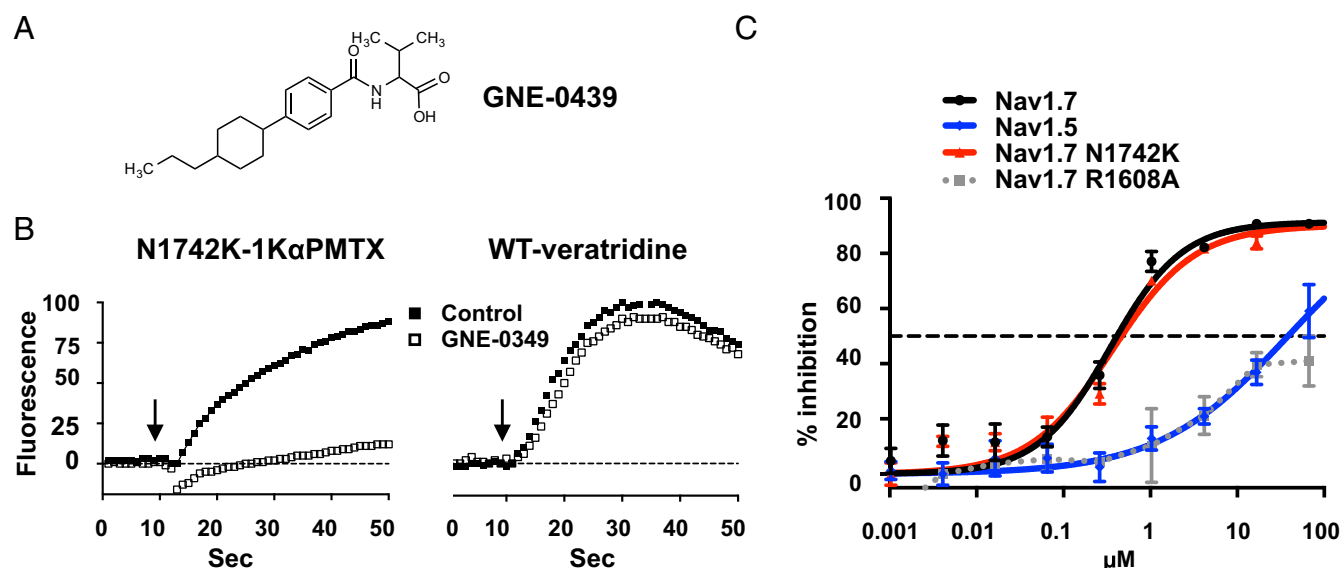 A
H₃C
CH₃
O
N
H
O
OH
H₃C
GNE-0439
B
N1742K-1KαPMTX
WT-veratridine
Control
GNE-0349
Fluorescence
100
75
50
25
0
0
10
20
30
40
50
Sec
0
10
20
30
40
50
Sec
C
Nav1.7
Nav1.5
Nav1.7 N1742K
Nav1.7 R1608A
% inhibition
100
80
60
40
20
0
0.001
0.01
0.1
1
10
100
µM